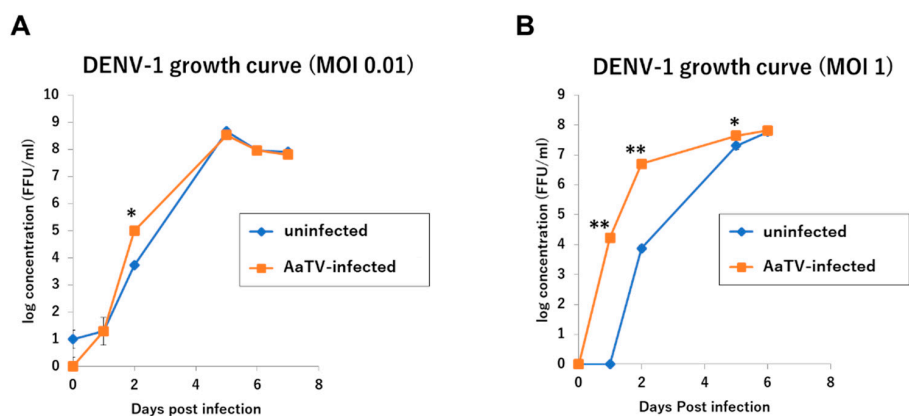 A
DENV-1 growth curve (MOI 0.01)
log concentration (FFU/ml)
10
9
8
7
6
5
4
3
2
1
0
*
uninfected
AaTV-infected
0 2 4 6 8
Days post infection
B
DENV-1 growth curve (MOI 1)
log concentration (FFU/ml)
9
8
7
6
5
4
3
2
1
0
**
**
*
uninfected
AaTV-infected
0 2 4 6 8
Days Post infection